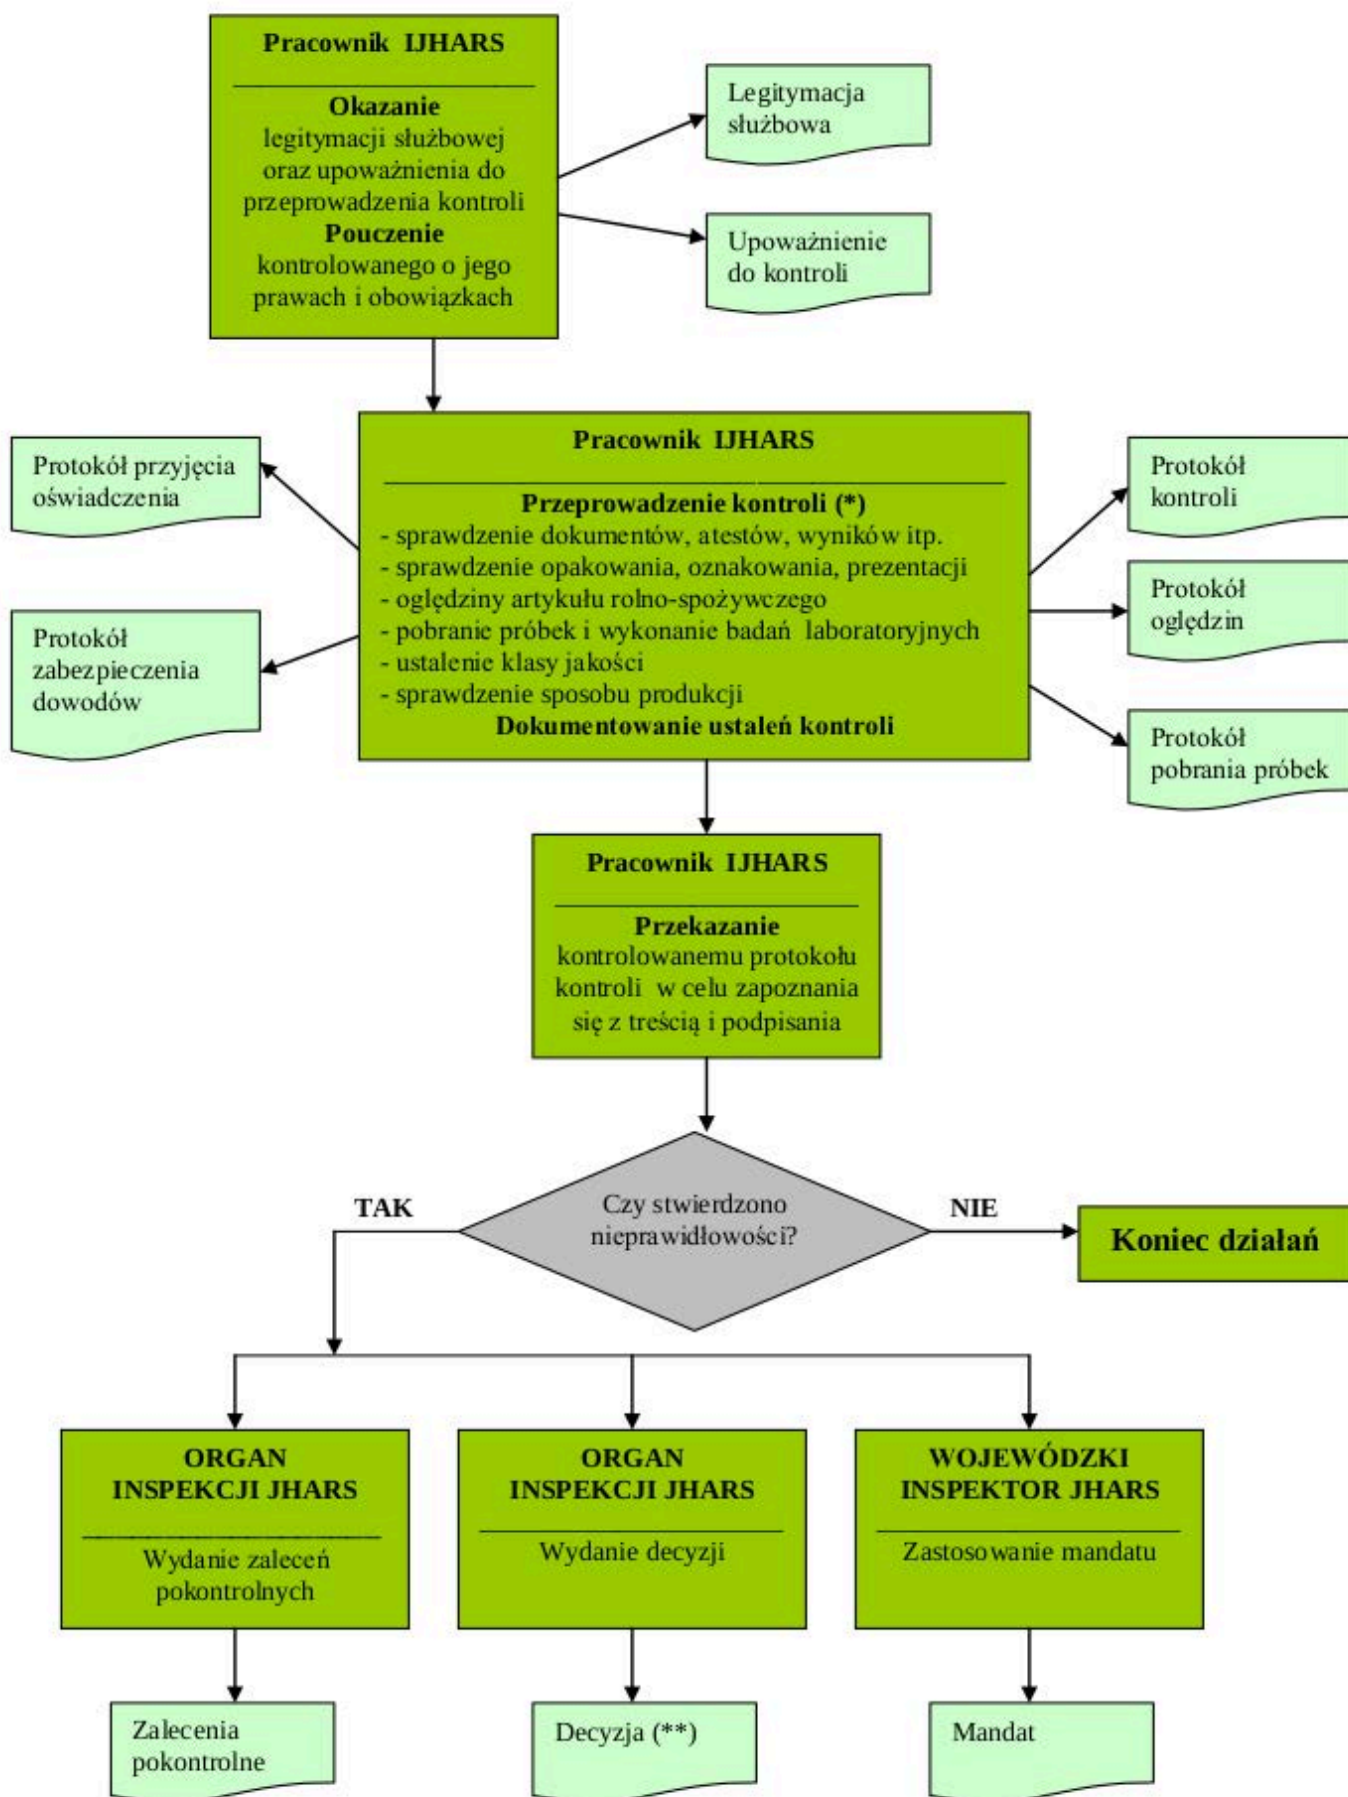 Pracownik IJHARS
Okazanie
legitymacji służbowej
oraz upoważnienia do
przeprowadzenia kontroli
Pouczenie
kontrolowanego o jego
prawach i obowiązkach
Legitymacja
służbowa
Upoważnienie
do kontroli
Pracownik IJHARS
Przeprowadzenie kontroli (*)
- sprawdzenie dokumentów, atestów, wyników itp.
- sprawdzenie opakowania, oznakowania, prezentacji
- oględziny artykułu rolno-spożywczego
- pobranie próbek i wykonanie badań laboratoryjnych
- ustalenie klasy jakości
- sprawdzenie sposobu produkcji
Dokumentowanie ustaleń kontroli
Protokół przyjęcia
oświadczenia
Protokół
zabezpieczenia
dowodów
Protokół
kontroli
Protokół
oględzin
Protokół
pobrania próbek
Pracownik IJHARS
Przekazanie
kontrolowanemu protokołu
kontroli w celu zapoznania
się z treścią i podpisania
Czy stwierdzono
nieprawidłowości?
TAK
NIE
Koniec działań
ORGAN
INSPEKCJI JHARS
Wydanie zaleceń
pokontrolnych
ORGAN
INSPEKCJI JHARS
Wydanie decyzji
WOJEWÓDZKI
INSPEKTOR JHARS
Zastosowanie mandatu
Zalecenia
pokontrolne
Decyzja (**)
Mandat